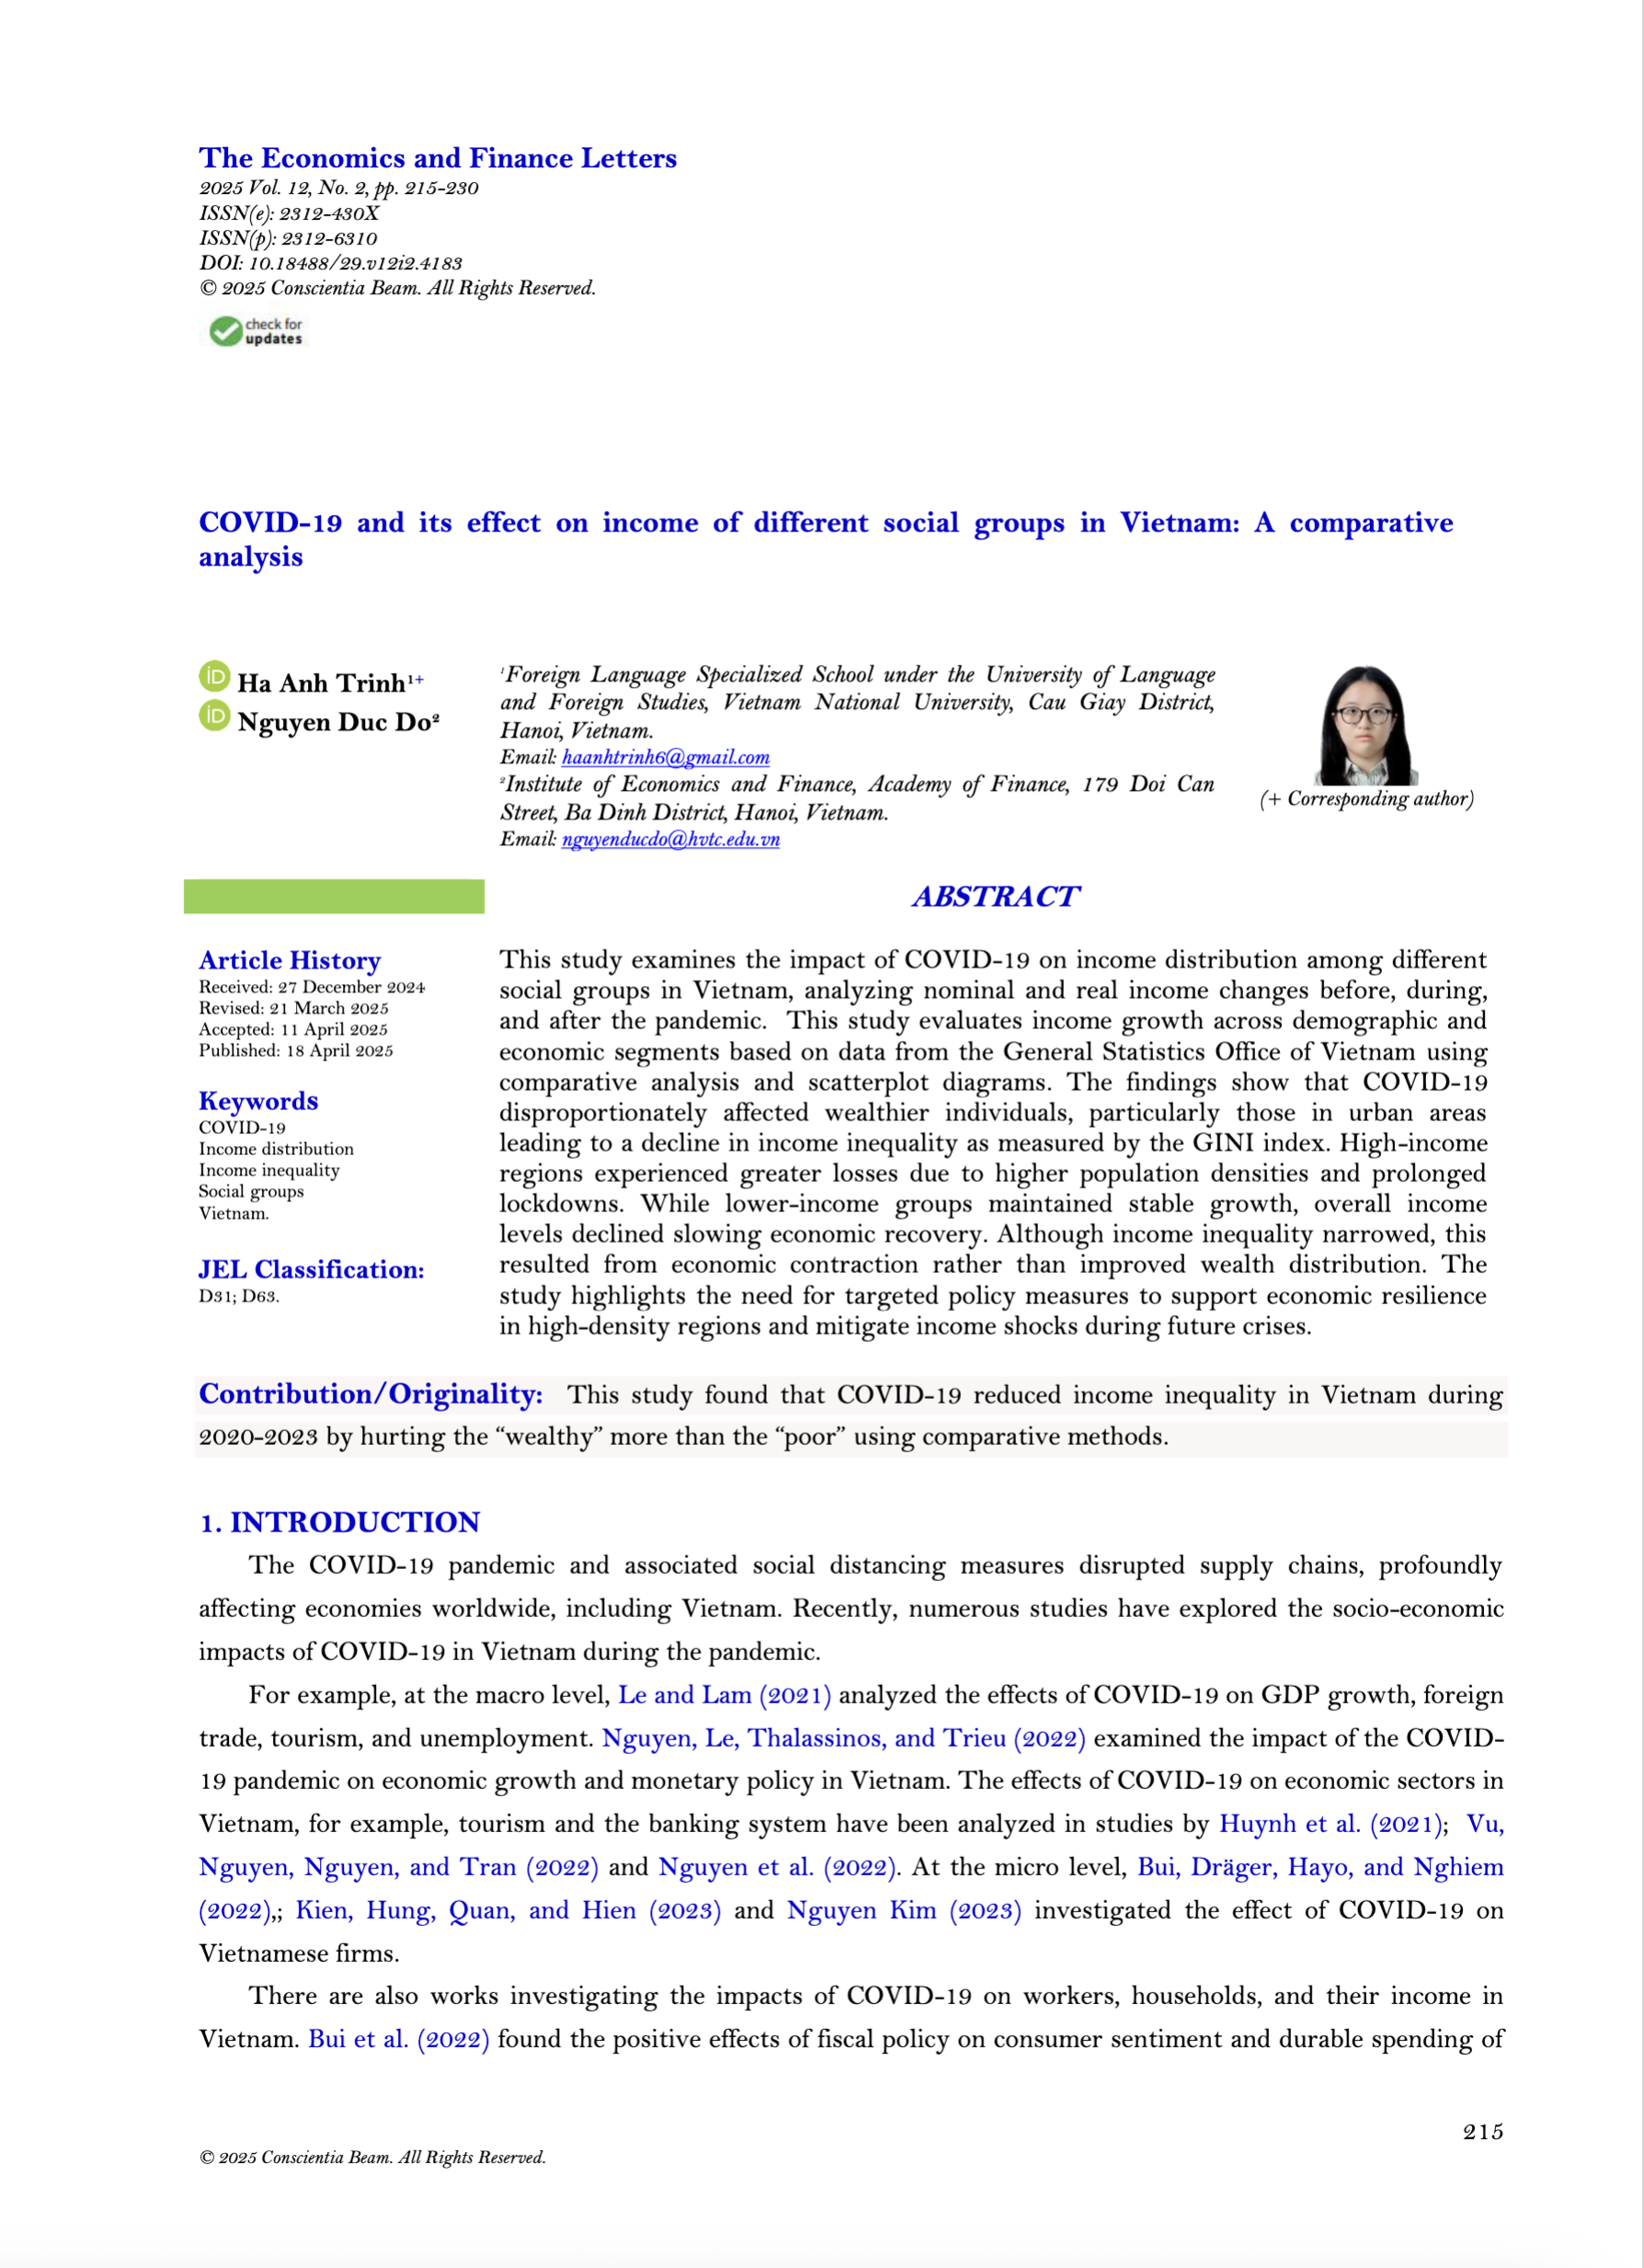 The Economics and Finance Letters
2025 Vol. 12, No. 2, pp. 215-230
ISSN(e): 2312-430X
ISSN(p): 2312-6310
DOI: 10.18488/29.v12i2.4183
© 2025 Conscientia Beam. All Rights Reserved.
check for
updates
COVID-19 and its effect on income of different social groups in Vietnam: A comparative
analysis
iD Ha Anh Trinh¹⁺
iD Nguyen Duc Do²
¹Foreign Language Specialized School under the University of Language
and Foreign Studies, Vietnam National University, Cau Giay District,
Hanoi, Vietnam.
Email: haanhtrinh6@gmail.com
²Institute of Economics and Finance, Academy of Finance, 179 Doi Can
Street, Ba Dinh District, Hanoi, Vietnam.
Email: nguyenducdo@hvtc.edu.vn
(+ Corresponding author)
Article History
Received: 27 December 2024
Revised: 21 March 2025
Accepted: 11 April 2025
Published: 18 April 2025
Keywords
COVID-19
Income distribution
Income inequality
Social groups
Vietnam.
JEL Classification:
D31; D63.
ABSTRACT
This study examines the impact of COVID-19 on income distribution among different
social groups in Vietnam, analyzing nominal and real income changes before, during,
and after the pandemic. This study evaluates income growth across demographic and
economic segments based on data from the General Statistics Office of Vietnam using
comparative analysis and scatterplot diagrams. The findings show that COVID-19
disproportionately affected wealthier individuals, particularly those in urban areas
leading to a decline in income inequality as measured by the GINI index. High-income
regions experienced greater losses due to higher population densities and prolonged
lockdowns. While lower-income groups maintained stable growth, overall income
levels declined slowing economic recovery. Although income inequality narrowed, this
resulted from economic contraction rather than improved wealth distribution. The
study highlights the need for targeted policy measures to support economic resilience
in high-density regions and mitigate income shocks during future crises.
Contribution/Originality: This study found that COVID-19 reduced income inequality in Vietnam during
2020-2023 by hurting the “wealthy” more than the “poor” using comparative methods.
1. INTRODUCTION
The COVID-19 pandemic and associated social distancing measures disrupted supply chains, profoundly
affecting economies worldwide, including Vietnam. Recently, numerous studies have explored the socio-economic
impacts of COVID-19 in Vietnam during the pandemic.
For example, at the macro level, Le and Lam (2021) analyzed the effects of COVID-19 on GDP growth, foreign
trade, tourism, and unemployment. Nguyen, Le, Thalassinos, and Trieu (2022) examined the impact of the COVID-
19 pandemic on economic growth and monetary policy in Vietnam. The effects of COVID-19 on economic sectors in
Vietnam, for example, tourism and the banking system have been analyzed in studies by Huynh et al. (2021); Vu,
Nguyen, Nguyen, and Tran (2022) and Nguyen et al. (2022). At the micro level, Bui, Dräger, Hayo, and Nghiem
(2022),; Kien, Hung, Quan, and Hien (2023) and Nguyen Kim (2023) investigated the effect of COVID-19 on
Vietnamese firms.
There are also works investigating the impacts of COVID-19 on workers, households, and their income in
Vietnam. Bui et al. (2022) found the positive effects of fiscal policy on consumer sentiment and durable spending of
215
© 2025 Conscientia Beam. All Rights Reserved.